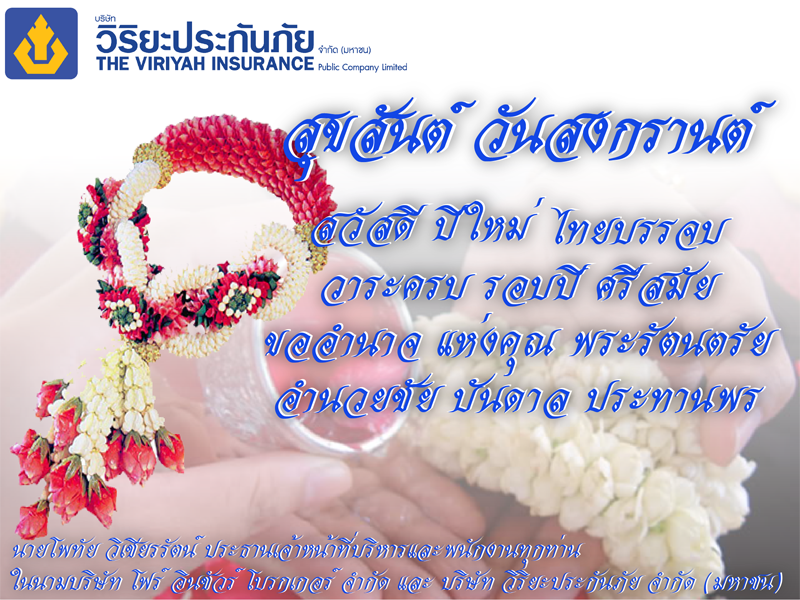 บริษัท
วิริยะประกันภัย จำกัด (มหาชน)
THE VIRIYAH INSURANCE Public Company Limited
สุขสันต์ วันสงกรานต์
สวัสดี ปีใหม่ ไทยบรรจบ
วาระครบ รอบปี ศรีสมัย
ขออำนาจ แห่งคุณ พระรัตนตรัย
อำนวยชัย บันดาล ประทานพร
นายโพทัย วิเชียรรัตน์ ประธานเจ้าหน้าที่บริหารและพนักงานทุกท่าน
ในนามบริษัท โฟร์ อินชัวร์ โบรกเกอร์ จำกัด และ บริษัท วิริยะประกันภัย จำกัด (มหาชน)